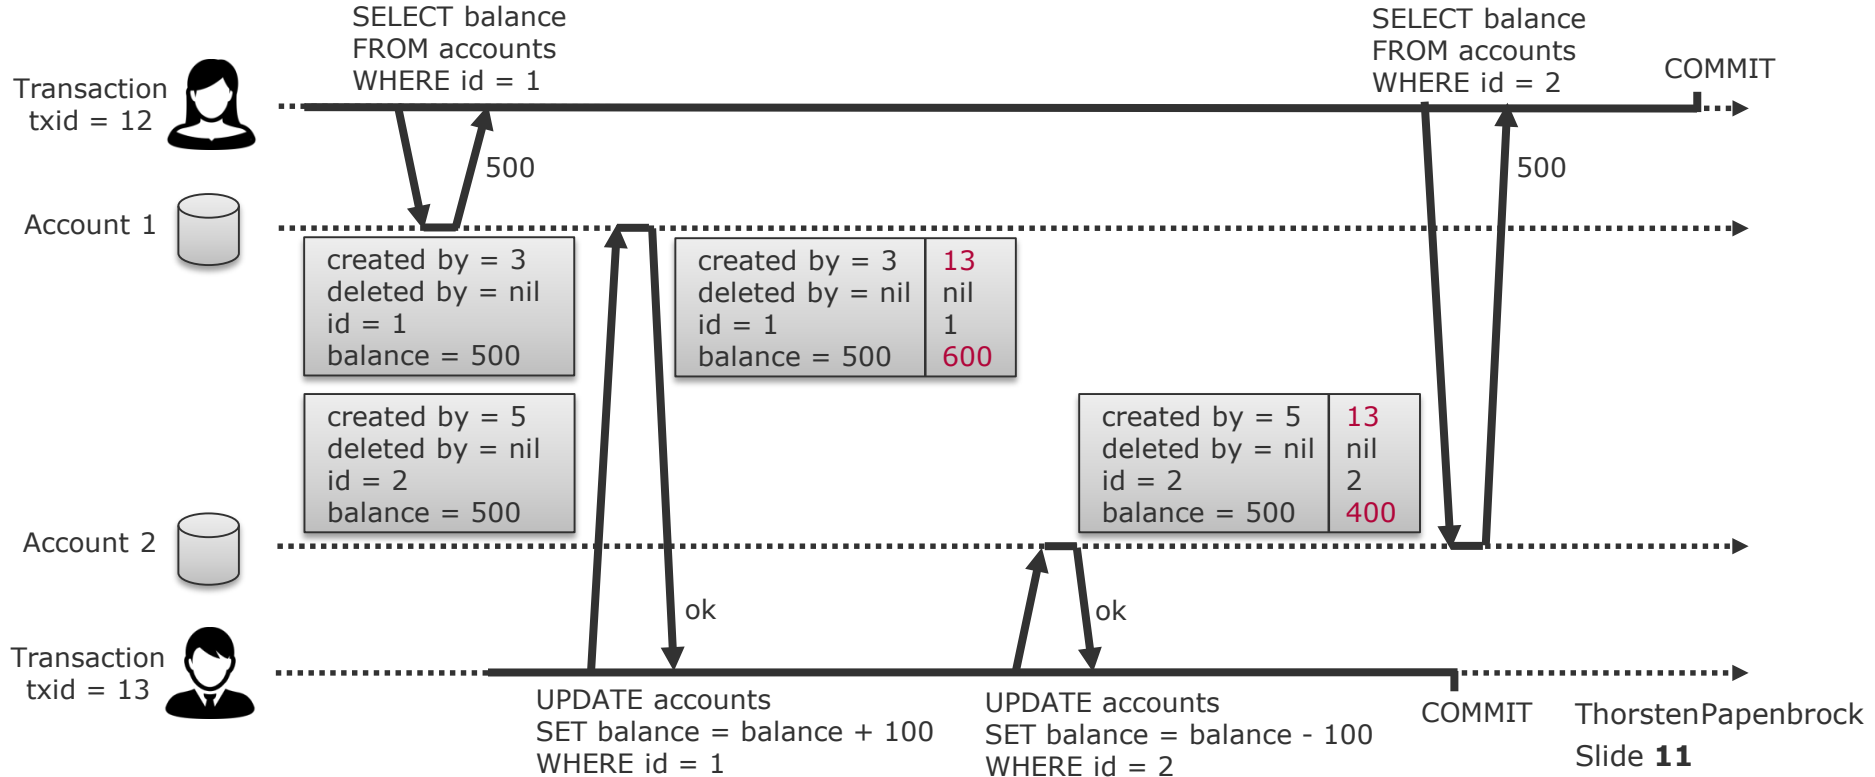 SELECT balance
FROM accounts
WHERE id = 1
SELECT balance
FROM accounts
WHERE id = 2
COMMIT
Transaction
txid = 12
500
500
Account 1
created by = 3
deleted by = nil
id = 1
balance = 500
created by = 3 13
deleted by = nil nil
id = 1 1
balance = 500 600
created by = 5
deleted by = nil
id = 2
balance = 500
created by = 5 13
deleted by = nil nil
id = 2 2
balance = 500 400
Account 2
ok
ok
Transaction
txid = 13
UPDATE accounts
SET balance = balance + 100
WHERE id = 1
UPDATE accounts
SET balance = balance - 100
WHERE id = 2
COMMIT
ThorstenPapenbrock
Slide 11